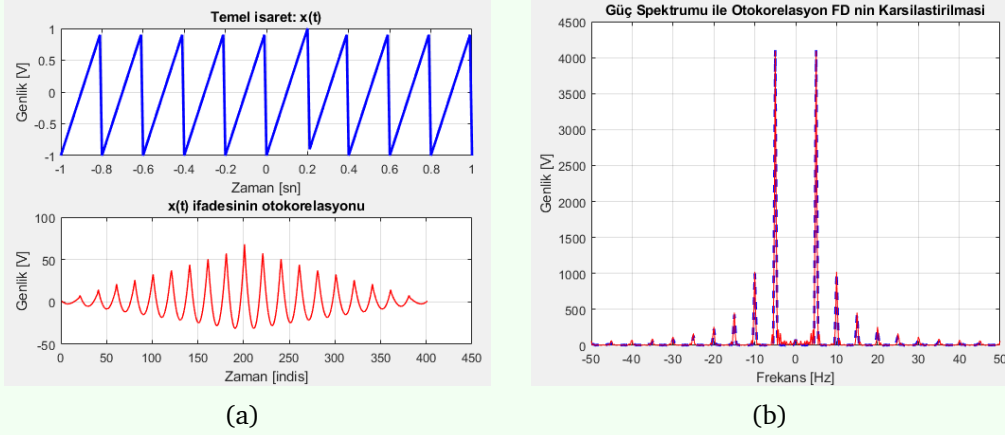 Temel isaret: x(t)
Genlik [V]
1
0.5
0
-0.5
-1
-1 -0.8 -0.6 -0.4 -0.2 0 0.2 0.4 0.6 0.8 1
Zaman [sn]
x(t) ifadesinin otokorelasyonu
Genlik [V]
100
50
0
-50
0 50 100 150 200 250 300 350 400 450
Zaman [indis]
(a)
Güç Spektrumu ile Otokorelasyon FD nin Karsilastirilmasi
Genlik [V]
4500
4000
3500
3000
2500
2000
1500
1000
500
0
-50 -40 -30 -20 -10 0 10 20 30 40 50
Frekans [Hz]
(b)